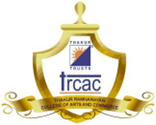 THAKUR
TRUSTS
trcac
THAKUR RAMNARAYAN
COLLEGE OF ARTS AND COMMERCE